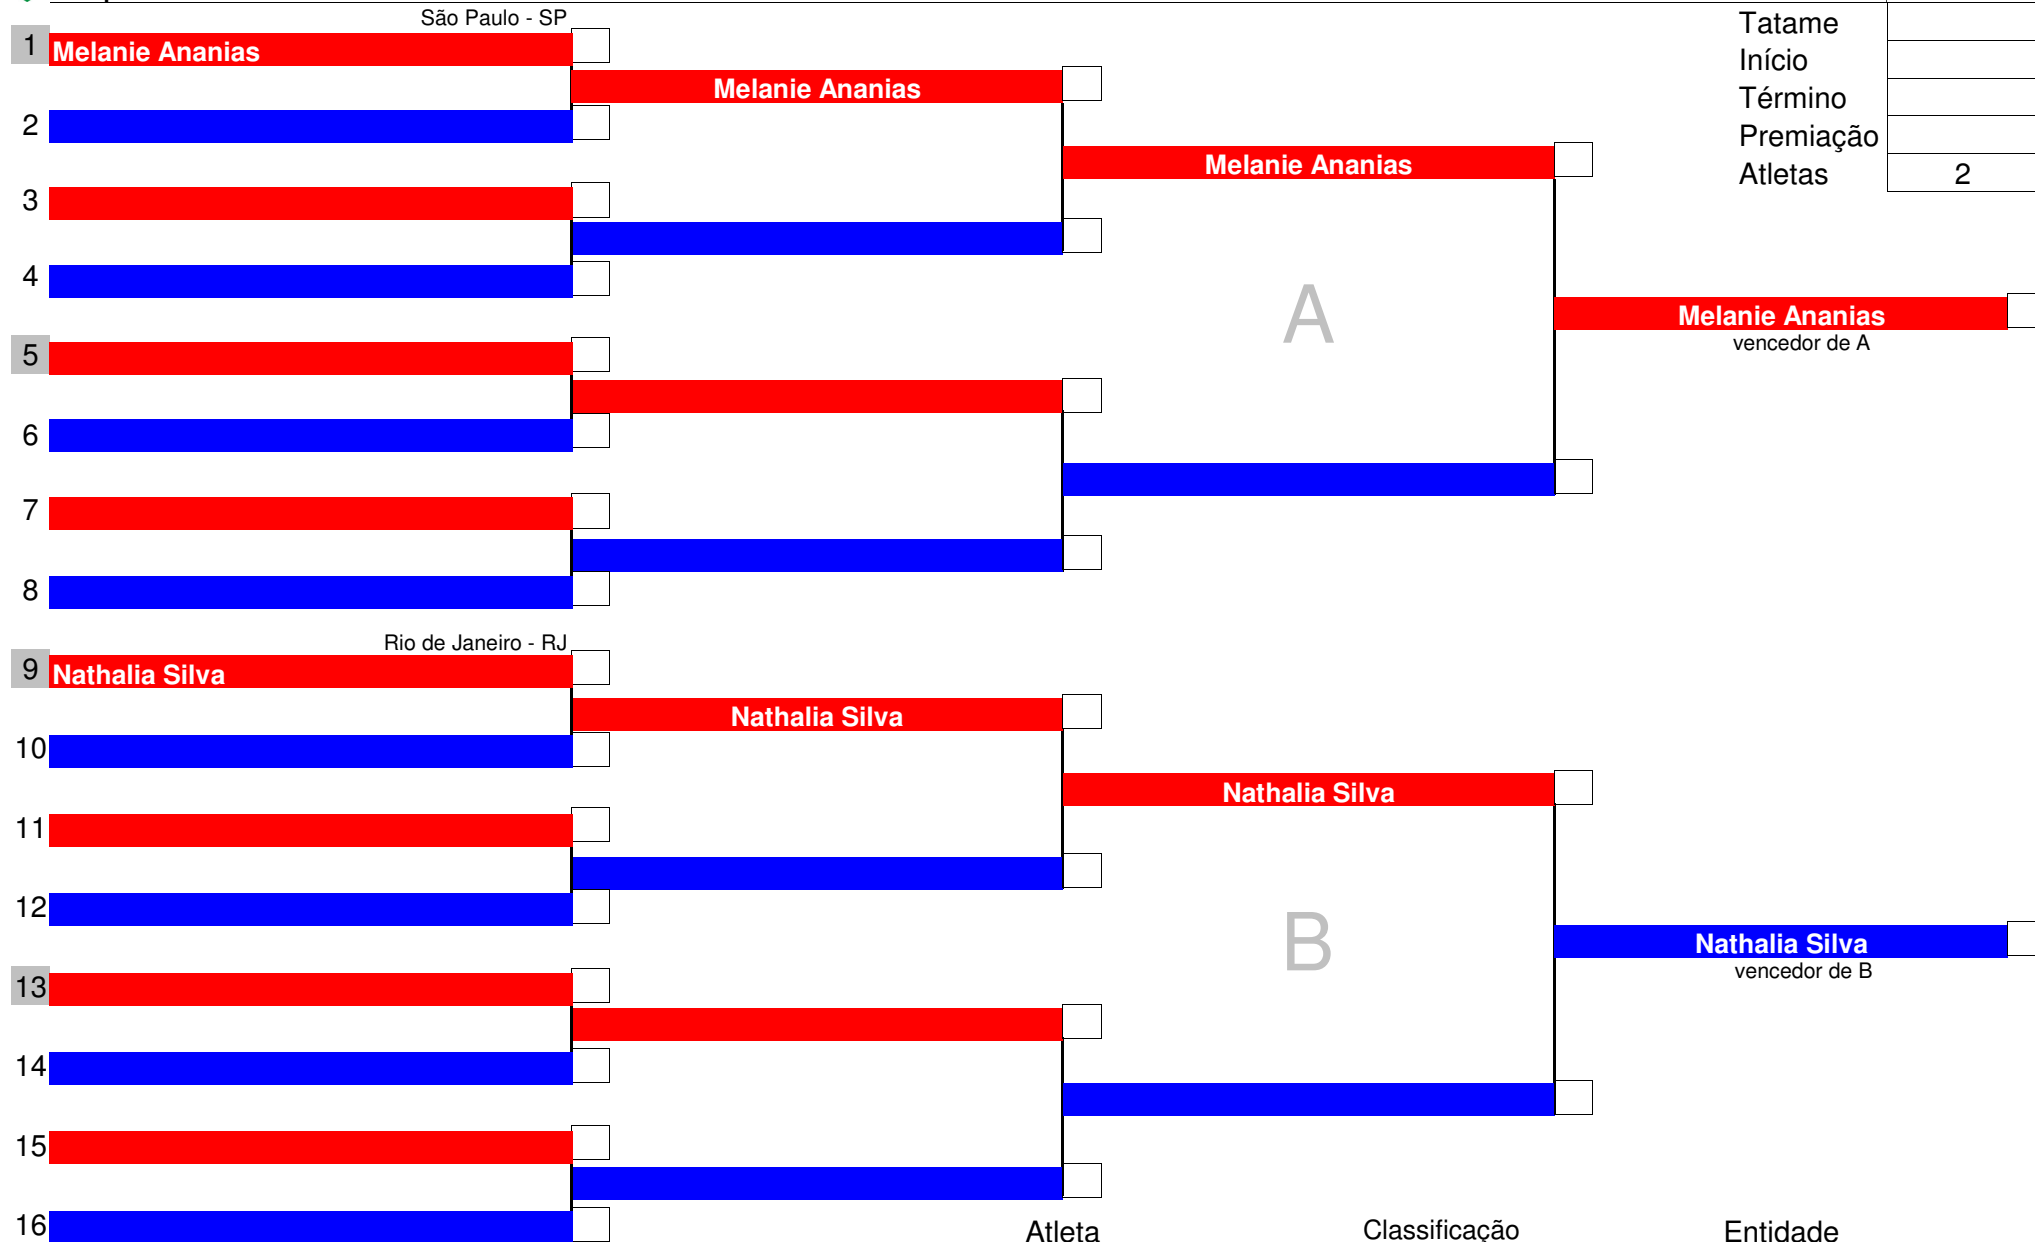 São Paulo - SP
Tatame
1 Melanie Ananias
Início
Melanie Ananias
Término
2
Premiação
Melanie Ananias
Atletas 2
3
4
A
Melanie Ananias
vencedor de A
5
6
7
8
Rio de Janeiro - RJ
9 Nathalia Silva
Nathalia Silva
10
Nathalia Silva
11
12
B
Nathalia Silva
vencedor de B
13
14
15
16
Atleta Classificação Entidade